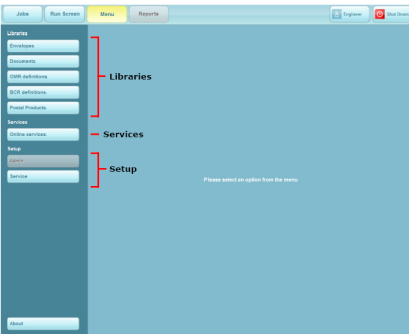 Jobs
Run Screen
Menu
Reports
Engineer
Shut Down
Libraries
Envelopes
Documents
OMR definitions
BCR definitions
Postal Products
Libraries
Services
Online services
Services
Setup
Admin
Service
Setup
Please select an option from the menu
About